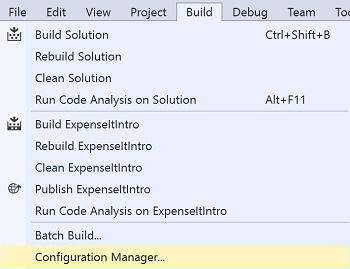 File Edit View Project Build Debug Team Too
Build Solution Ctrl+Shift+B
Rebuild Solution
Clean Solution
Run Code Analysis on Solution Alt+F11
Build ExpenseItIntro
Rebuild ExpenseItIntro
Clean ExpenseItIntro
Publish ExpenseItIntro
Run Code Analysis on ExpenseItIntro
Batch Build...
Configuration Manager...